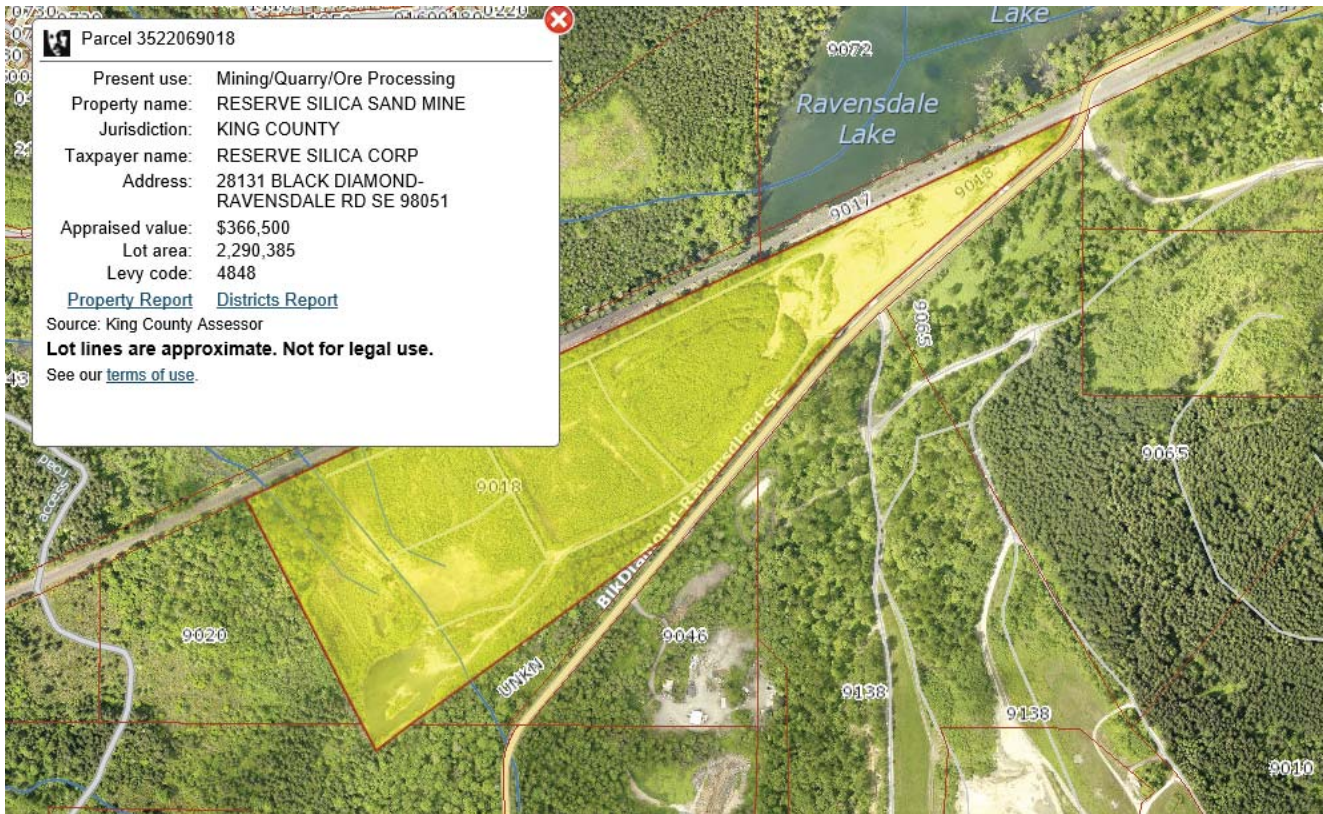 Parcel 3522069018
Present use: Mining/Quarry/Ore Processing
Property name: RESERVE SILICA SAND MINE
Jurisdiction: KING COUNTY
Taxpayer name: RESERVE SILICA CORP
Address: 28131 BLACK DIAMOND-
RAVENSDALE RD SE 98051
Appraised value: $366,500
Lot area: 2,290,385
Levy code: 4848
Property Report Districts Report
Source: King County Assessor
Lot lines are approximate. Not for legal use.
See our terms of use.
0220
Lake
9072
Ravensdale
Lake
9017
9018
9065
9065
9018
BlkDiamond-Ravensdl Rd SE
access road
9020
UNKN
9046
9138
9138
9010